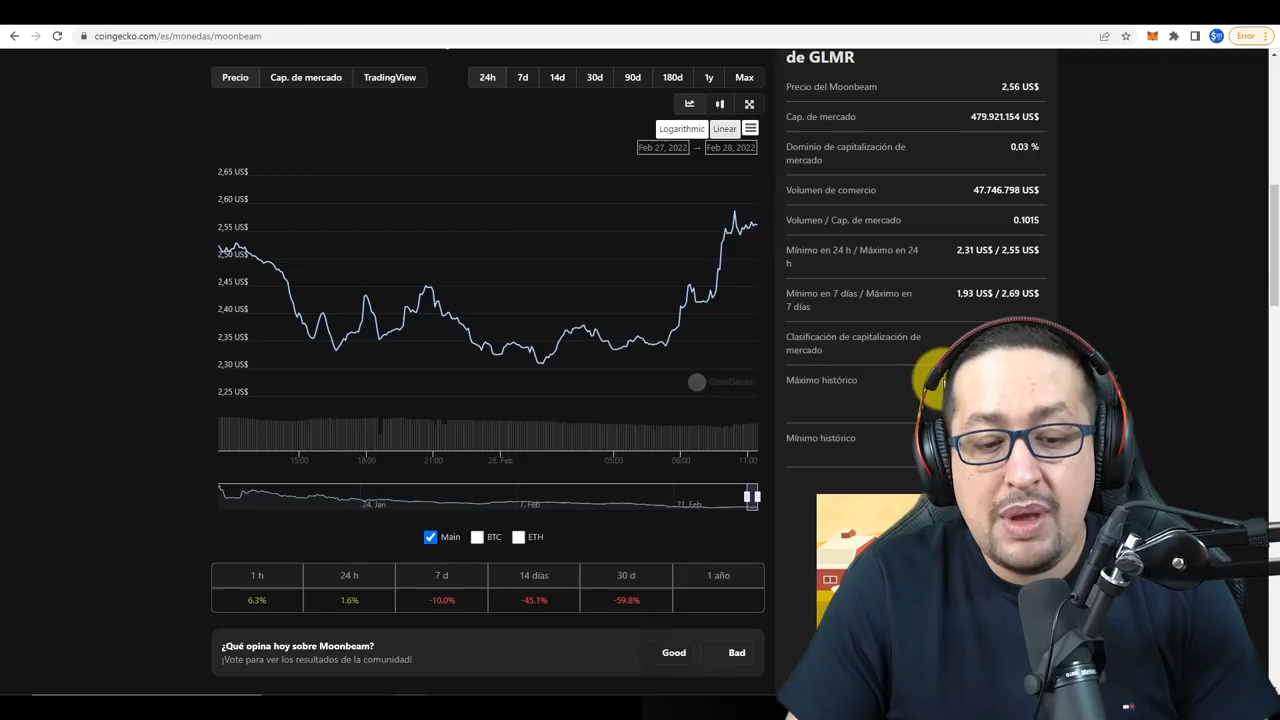 coingecko.com/es/monedas/moonbeam
Error
Precio Cap. de mercado TradingView
24h 7d 14d 30d 90d 180d 1y Max
Logarithmic Linear
Feb 27, 2022 → Feb 28, 2022
2,65 US$
2,60 US$
2,55 US$
2,50 US$
2,45 US$
2,40 US$
2,35 US$
2,30 US$
2,25 US$
CoinGecko
15:00 18:00 21:00 28. Feb 05:00 08:00 11:00
24. Jan 7. Feb 21. Feb
Main BTC ETH
1 h 24 h 7 d 14 días 30 d 1 año
6.3% 1.6% -10.0% -45.1% -59.8%
¿Qué opina hoy sobre Moonbeam?
¡Vote para ver los resultados de la comunidad!
Good Bad
de GLMR
Precio del Moonbeam 2,56 US$
Cap. de mercado 479.921.154 US$
Dominio de capitalización de 0,03 %
mercado
Volumen de comercio 47.746.798 US$
Volumen / Cap. de mercado 0.1015
Mínimo en 24 h / Máximo en 24 2,31 US$ / 2,55 US$
h
Mínimo en 7 días / Máximo en 1,93 US$ / 2,69 US$
7 días
Clasificación de capitalización de
mercado
Máximo histórico
Mínimo histórico